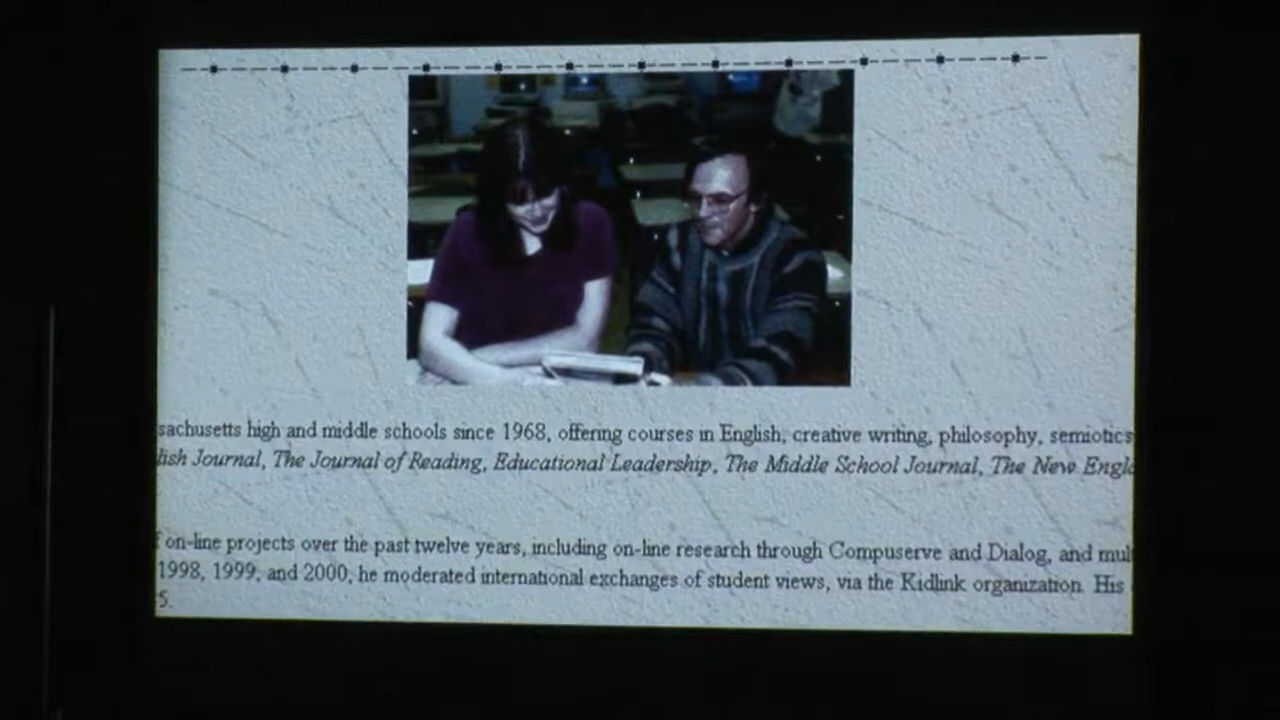 sachusetts high and middle schools since 1968, offering courses in English, creative writing, philosophy, semiotics
lish Journal, The Journal of Reading, Educational Leadership, The Middle School Journal, The New Engla
f on-line projects over the past twelve years, including on-line research through Compuserve and Dialog, and mul
1998, 1999, and 2000, he moderated international exchanges of student views, via the Kidlink organization. His
5.